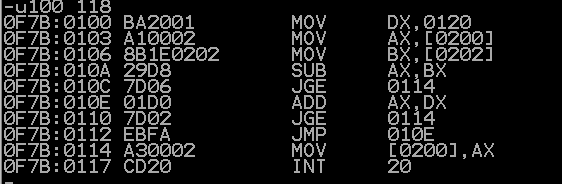 -u100 118
0F7B:0100 BA2001 MOV DX,0120
0F7B:0103 A10002 MOV AX,[0200]
0F7B:0106 8B1E0202 MOV BX,[0202]
0F7B:010A 29D8 SUB AX,BX
0F7B:010C 7D06 JGE 0114
0F7B:010E 01D0 ADD AX,DX
0F7B:0110 7D02 JGE 0114
0F7B:0112 EBFA JMP 010E
0F7B:0114 A30002 MOV [0200],AX
0F7B:0117 CD20 INT 20